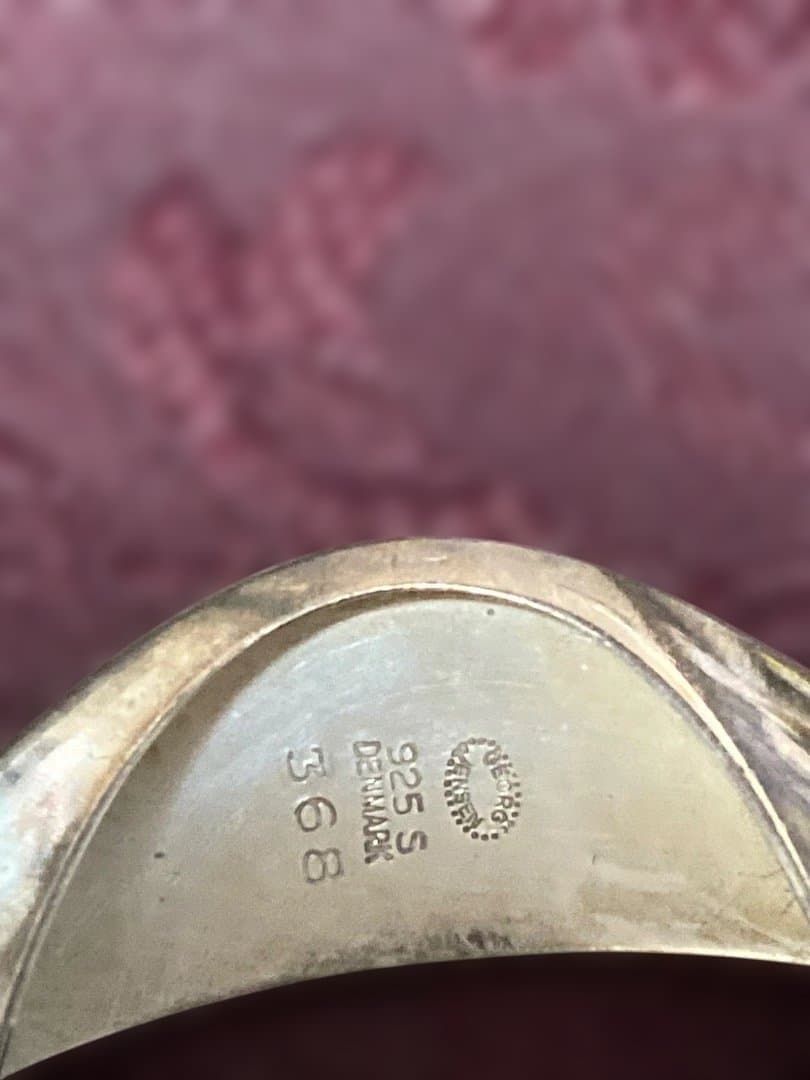 GEORG
JENSEN
925 S
DENMARK
368